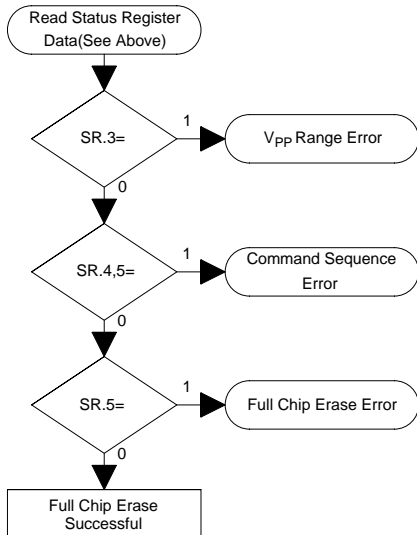 Read Status Register
Data(See Above)
SR.3=
1
VPP Range Error
0
SR.4,5=
1
Command Sequence
Error
0
SR.5=
1
Full Chip Erase Error
0
Full Chip Erase
Successful